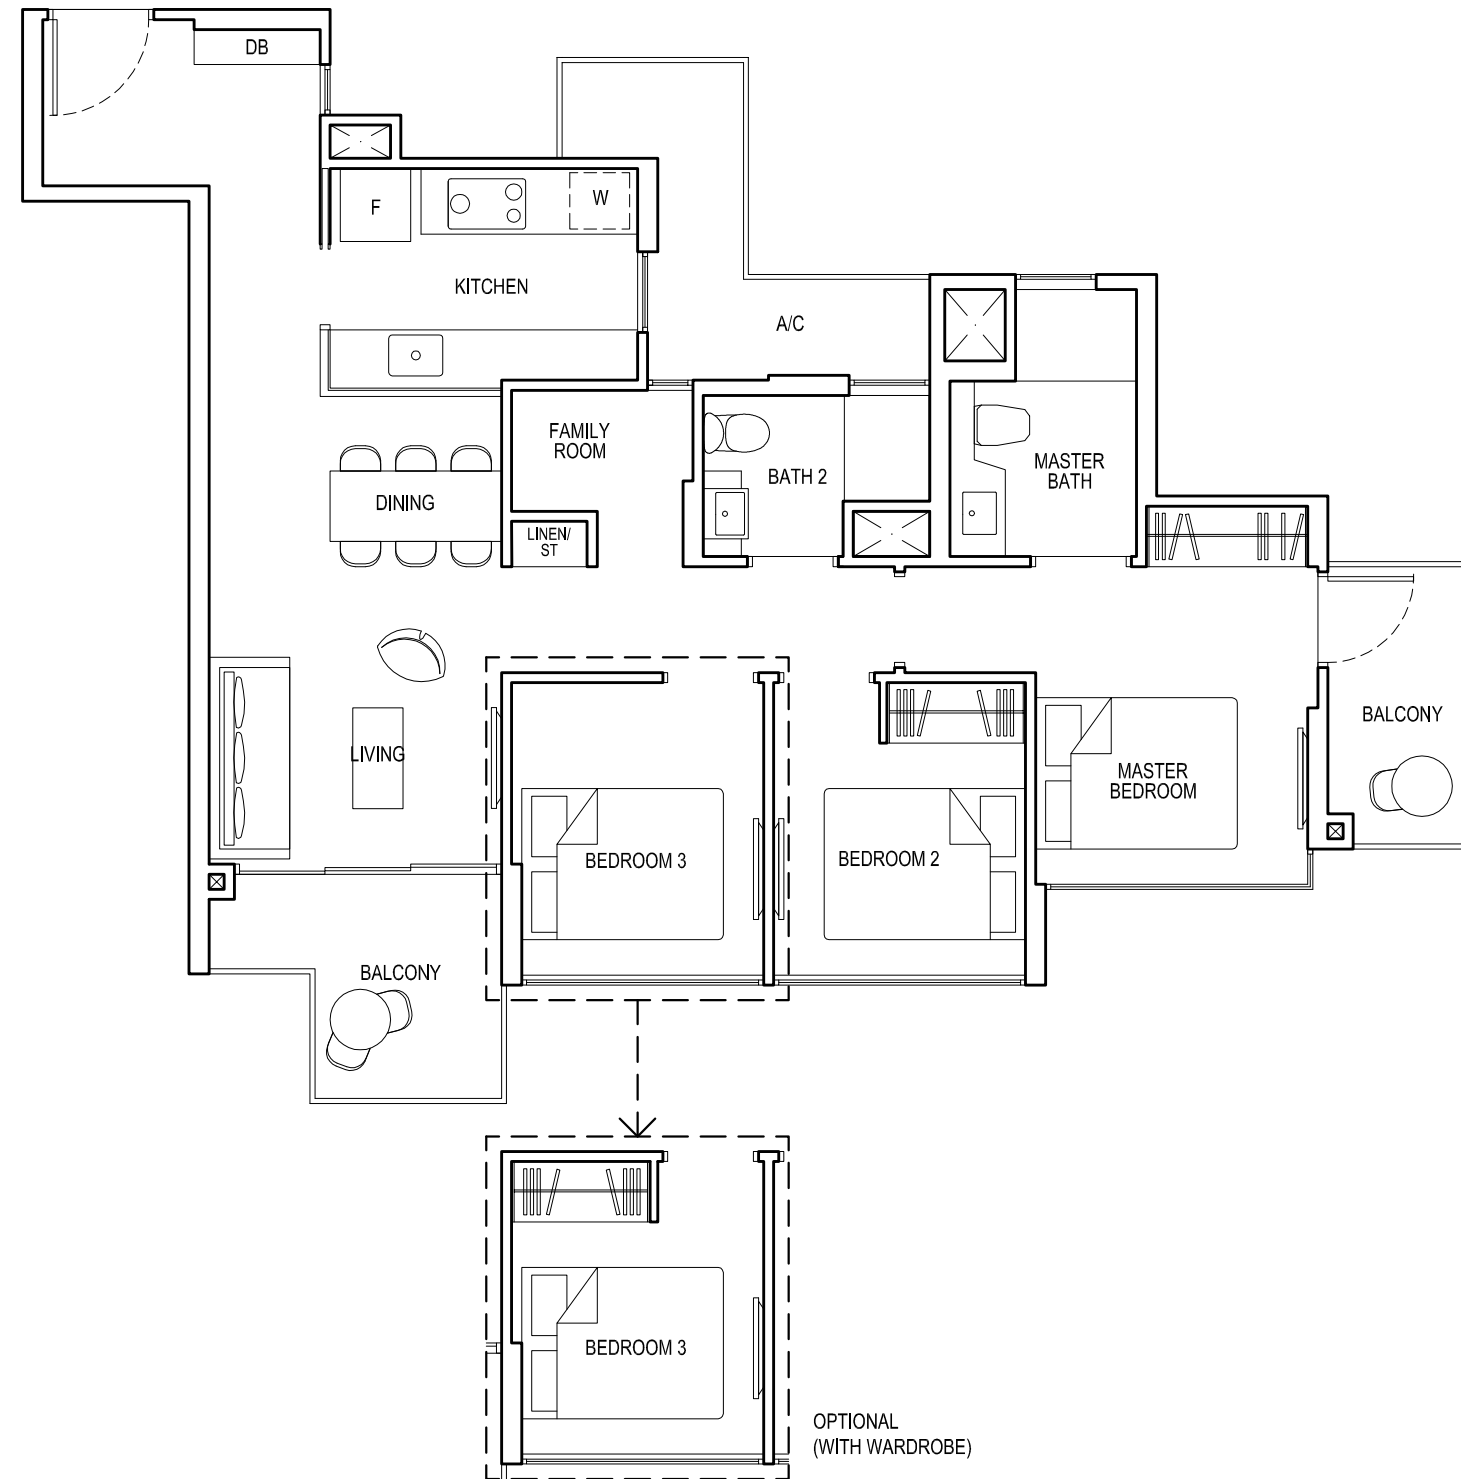 DB
F
W
KITCHEN
A/C
FAMILY
ROOM
DINING
LINEN/
ST
BATH 2
MASTER
BATH
LIVING
BEDROOM 3
BEDROOM 2
MASTER
BEDROOM
BALCONY
BALCONY
BEDROOM 3
OPTIONAL
(WITH WARDROBE)